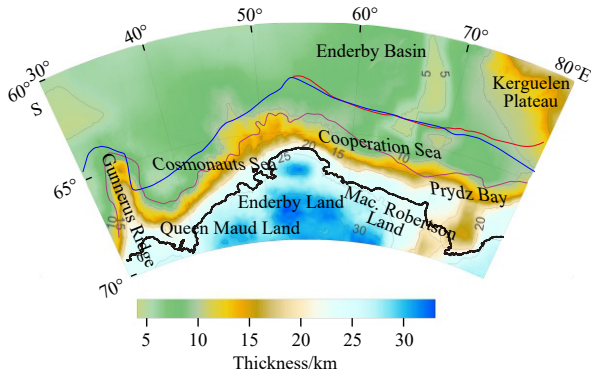 50°
60°
40°
70°
60°30°
80°E
S
Enderby Basin
5
5
Kerguelen
Plateau
Cooperation Sea
10
Cosmonauts Sea
25
20
15
65°
Gunnerus Ridge
Prydz Bay
Enderby Land
Mac. Robertson
Land
10
15
Queen Maud Land
30
20
70°
5
10
15
20
25
30
Thickness/km